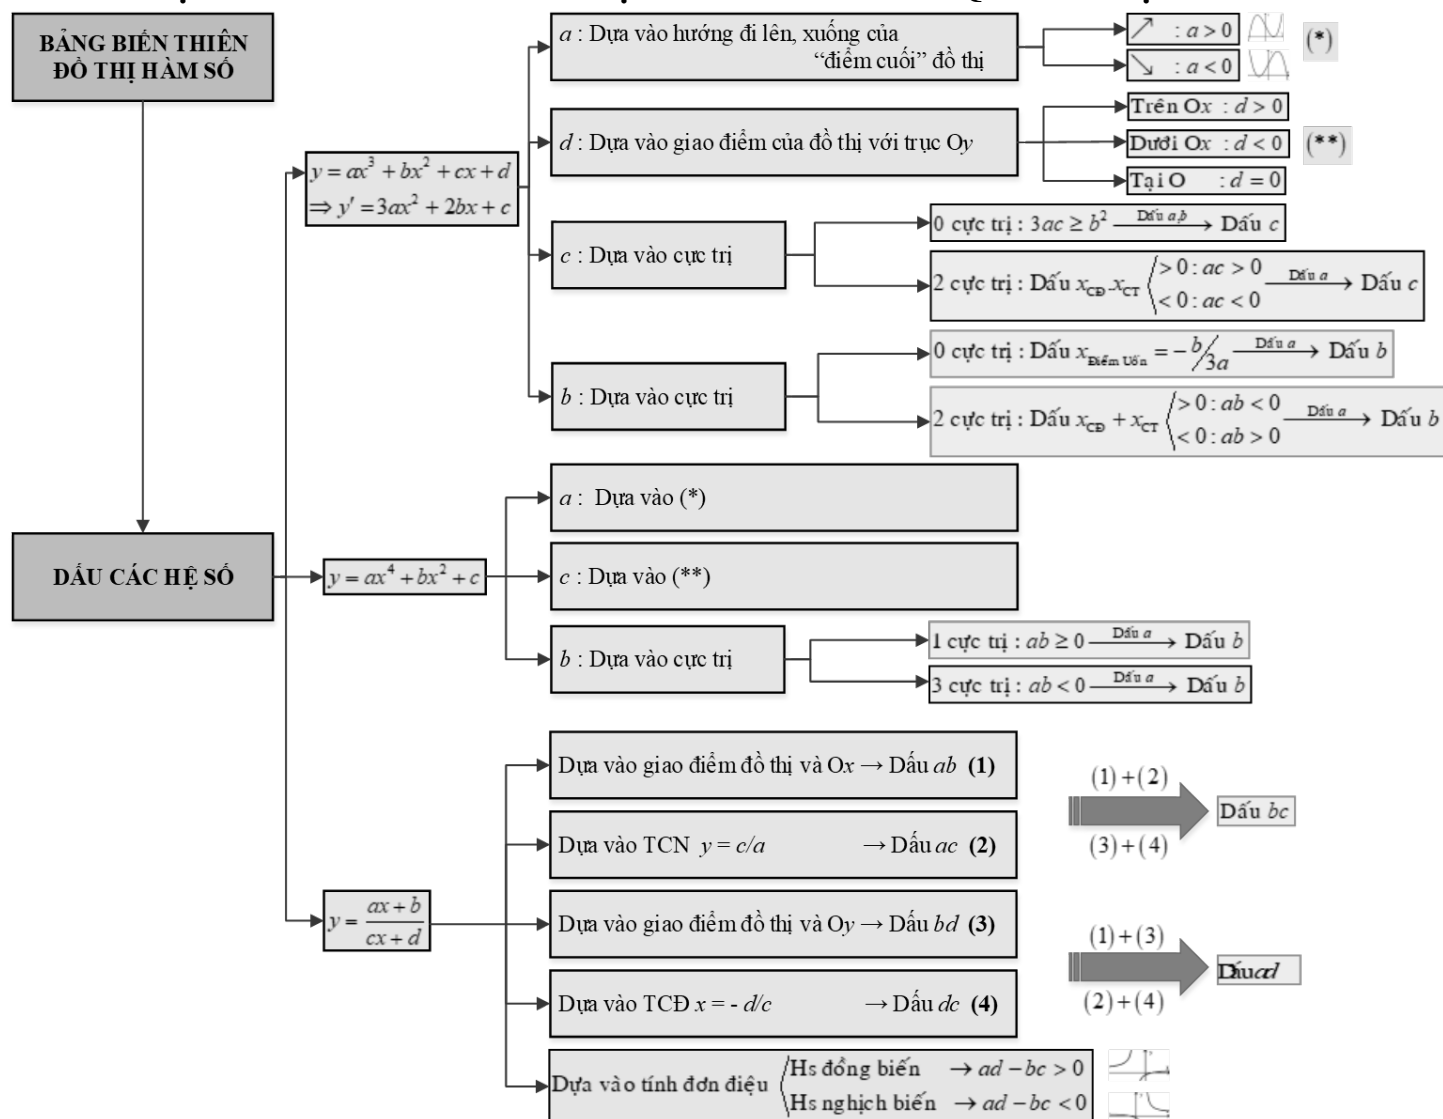 BẢNG BIẾN THIÊN
ĐỒ THỊ HÀM SỐ
DẤU CÁC HỆ SỐ
y = ax³ + bx² + cx + d
⇒ y' = 3ax² + 2bx + c
a : Dựa vào hướng đi lên, xuống của
“điểm cuối” đồ thị
↗ : a > 0
↘ : a < 0
(*)
d : Dựa vào giao điểm của đồ thị với trục Oy
Trên Ox : d > 0
Dưới Ox : d < 0
(**)
Tại O : d = 0
c : Dựa vào cực trị
0 cực trị : 3ac ≥ b² —Dấu a,b→ Dấu c
2 cực trị : Dấu x_CĐ.x_CT
> 0 : ac > 0
< 0 : ac < 0
—Dấu a→ Dấu c
b : Dựa vào cực trị
0 cực trị : Dấu x_Điểm Uốn = −b/3a —Dấu a→ Dấu b
2 cực trị : Dấu x_CĐ + x_CT
> 0 : ab < 0
< 0 : ab > 0
—Dấu a→ Dấu b
y = ax⁴ + bx² + c
a : Dựa vào (*)
c : Dựa vào (**)
b : Dựa vào cực trị
1 cực trị : ab ≥ 0 —Dấu a→ Dấu b
3 cực trị : ab < 0 —Dấu a→ Dấu b
y = (ax + b)/(cx + d)
Dựa vào giao điểm đồ thị và Ox → Dấu ab (1)
Dựa vào TCN y = c/a → Dấu ac (2)
Dựa vào giao điểm đồ thị và Oy → Dấu bd (3)
Dựa vào TCĐ x = - d/c → Dấu dc (4)
Dựa vào tính đơn điệu
Hs đồng biến → ad − bc > 0
Hs nghịch biến → ad − bc < 0
(1)+(2)
(3)+(4)
Dấu bc
(1)+(3)
(2)+(4)
Dấu ad